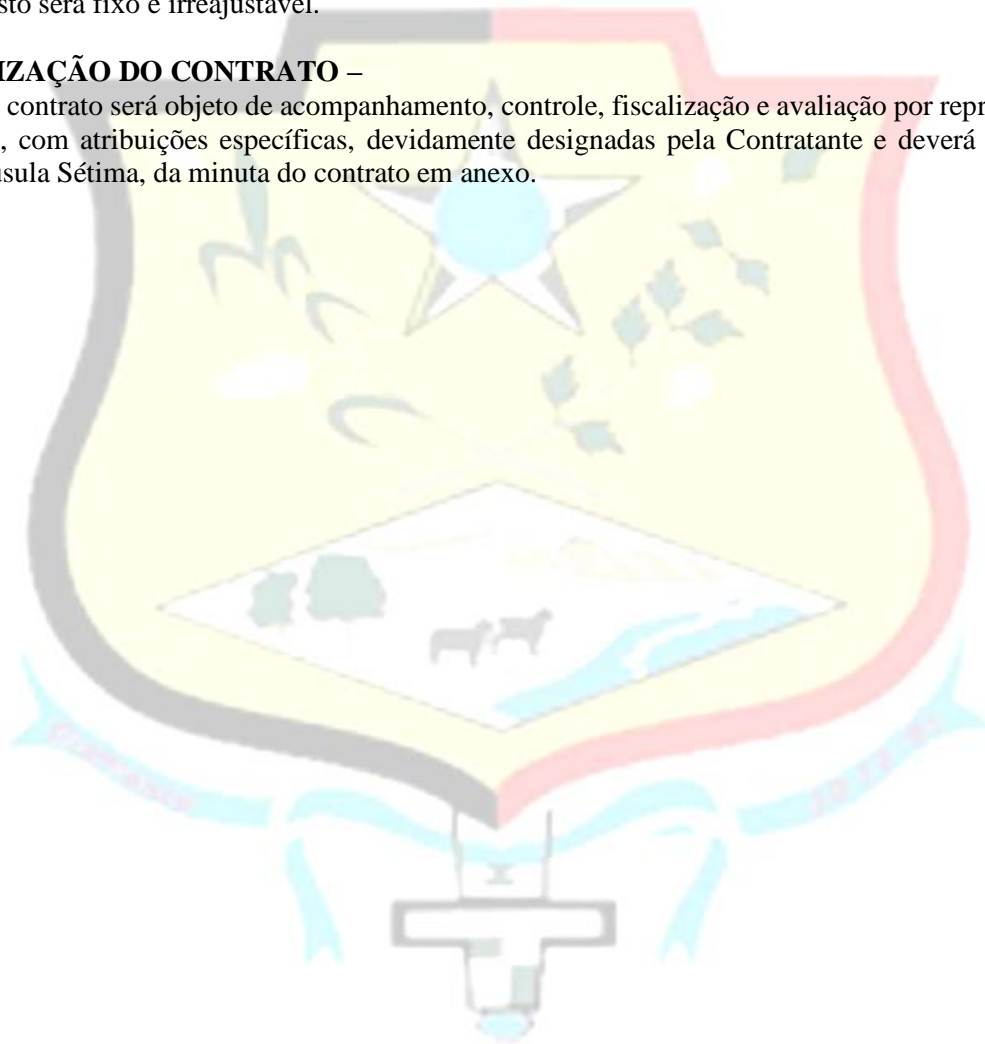 sto será fixo e irreajustável.
IZAÇÃO DO CONTRATO –
contrato será objeto de acompanhamento, controle, fiscalização e avaliação por repr
, com atribuições específicas, devidamente designadas pela Contratante e deverá
usula Sétima, da minuta do contrato em anexo.